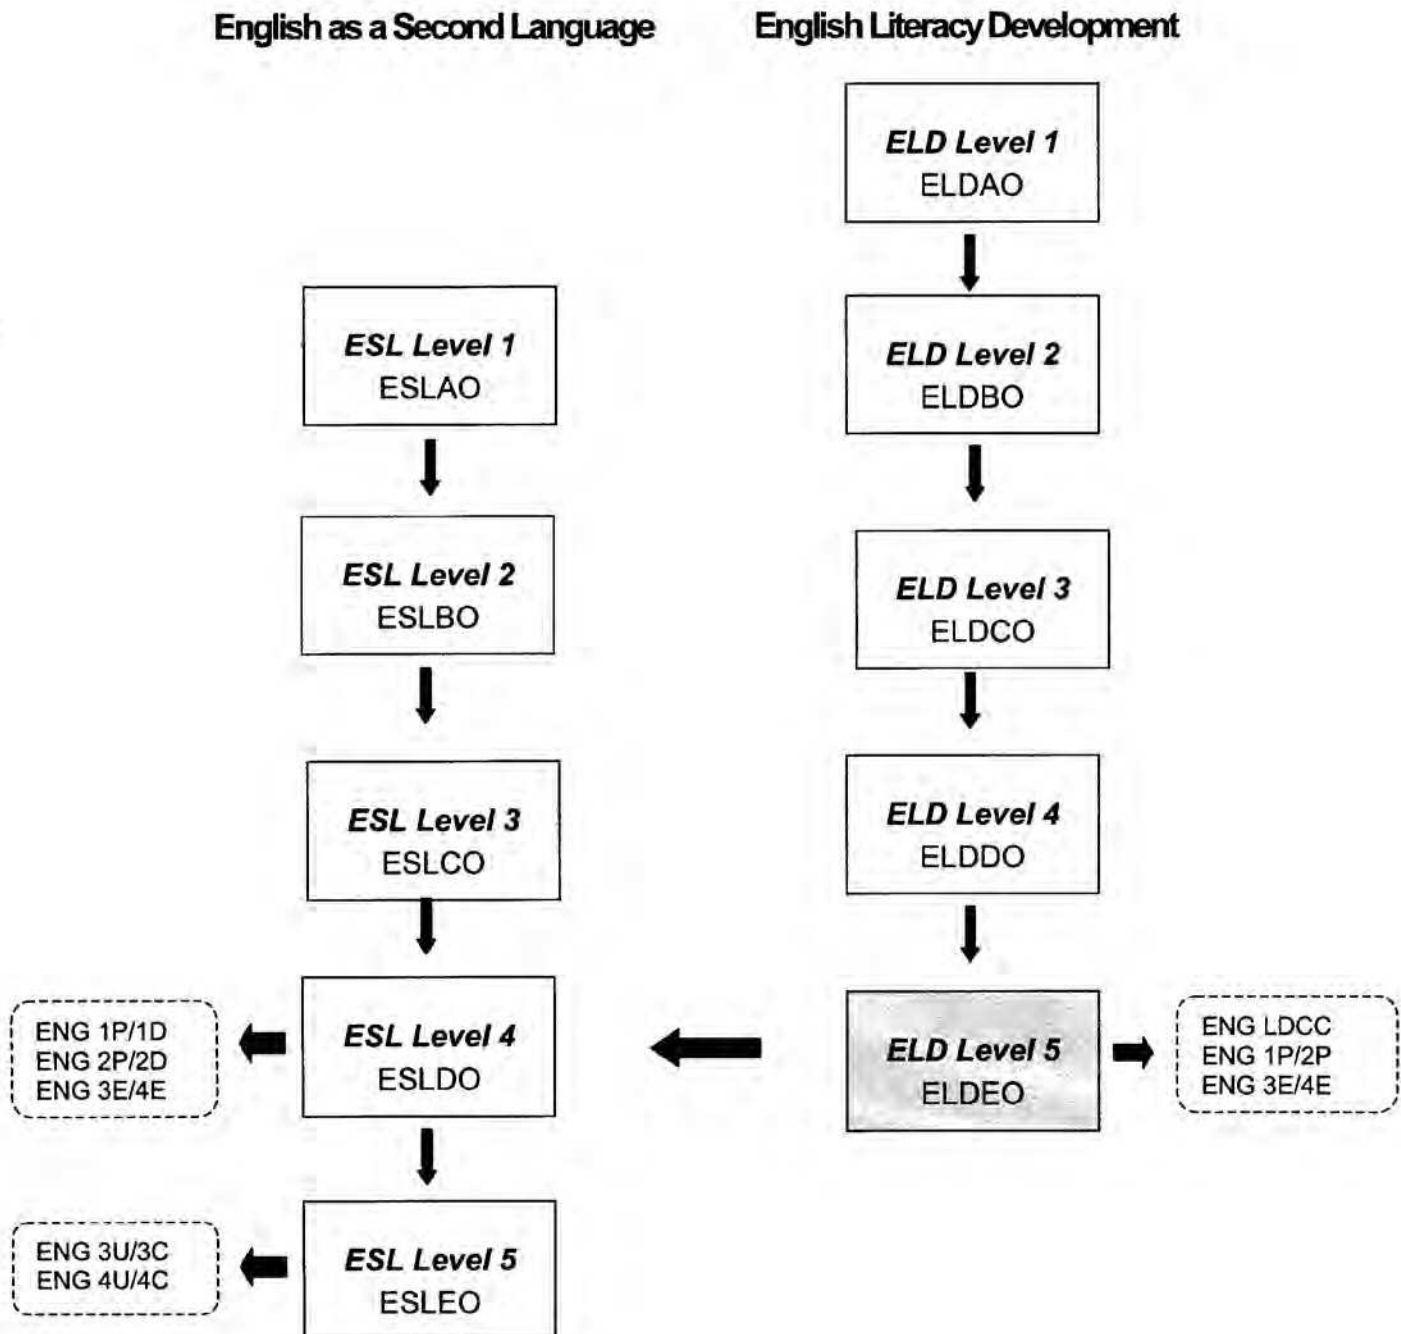 English as a Second Language
English Literacy Development
ELD Level 1
ELDAO
ESL Level 1
ESLAO
ELD Level 2
ELDBO
ESL Level 2
ESLBO
ELD Level 3
ELDCO
ESL Level 3
ESLCO
ELD Level 4
ELDDO
ENG 1P/1D
ENG 2P/2D
ENG 3E/4E
ESL Level 4
ESLDO
ELD Level 5
ELDEO
ENG LDCC
ENG 1P/2P
ENG 3E/4E
ENG 3U/3C
ENG 4U/4C
ESL Level 5
ESLEO